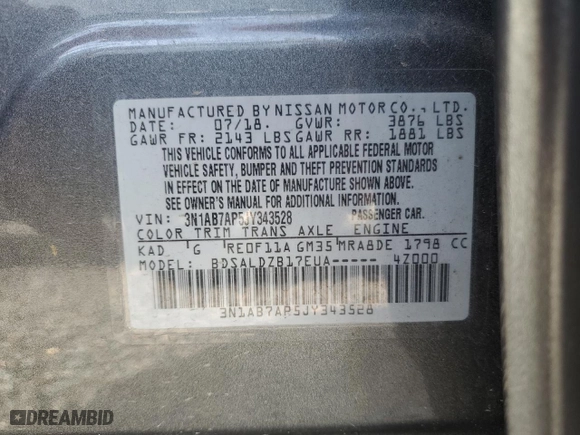 MANUFACTURED BY NISSAN MOTOR CO., LTD.
DATE: 07/18. GVWR: 3876 LBS
GAWR FR: 2143 LBS GAWR RR: 1881 LBS
THIS VEHICLE CONFORMS TO ALL APPLICABLE FEDERAL MOTOR
VEHICLE SAFETY, BUMPER AND THEFT PREVENTION STANDARDS
IN EFFECT ON THE DATE OF MANUFACTURE SHOWN ABOVE.
SEE OWNER'S MANUAL FOR ADDITIONAL INFORMATION.
VIN: 3N1AB7AP5JY343528 PASSENGER CAR.
COLOR TRIM TRANS AXLE ENGINE
KAD G RE0F11A GM35 MRA8DE 1798 CC
MODEL: BDSALDZB17EUA----- 4Z000
3N1AB7AP5JY343528
DREAMBID